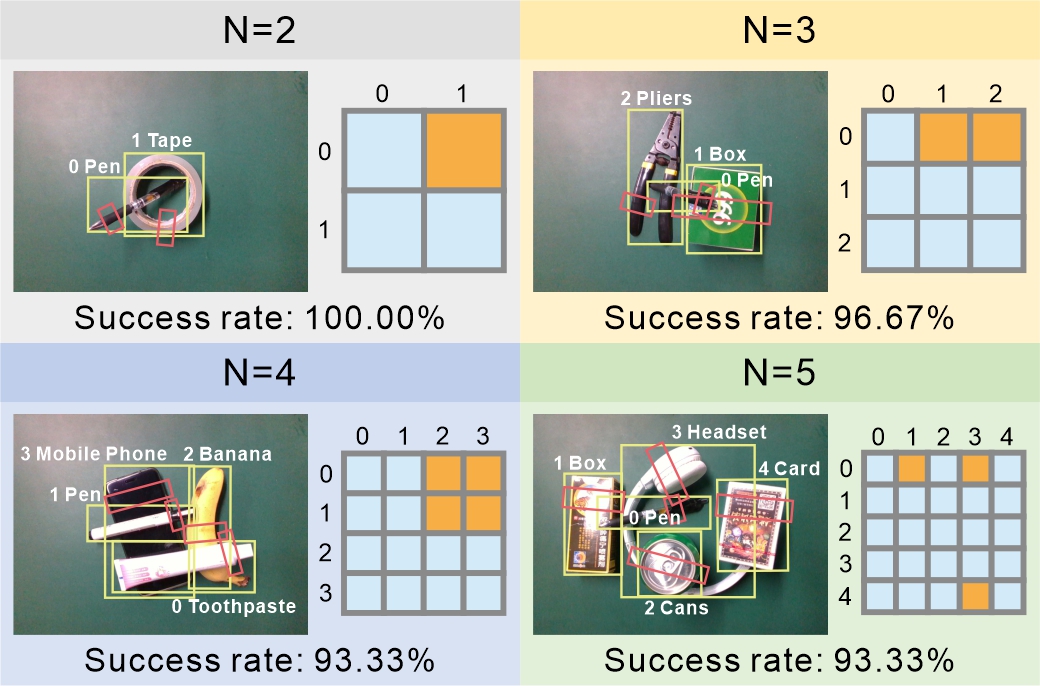 N=2
1 Tape
0 Pen
0 1
0
1
Success rate: 100.00%
N=3
2 Pliers
1 Box
0 Pen
0 1 2
0
1
2
Success rate: 96.67%
N=4
3 Mobile Phone
2 Banana
1 Pen
0 Toothpaste
0 1 2 3
0
1
2
3
Success rate: 93.33%
N=5
3 Headset
1 Box
4 Card
0 Pen
2 Cans
0 1 2 3 4
0
1
2
3
4
Success rate: 93.33%